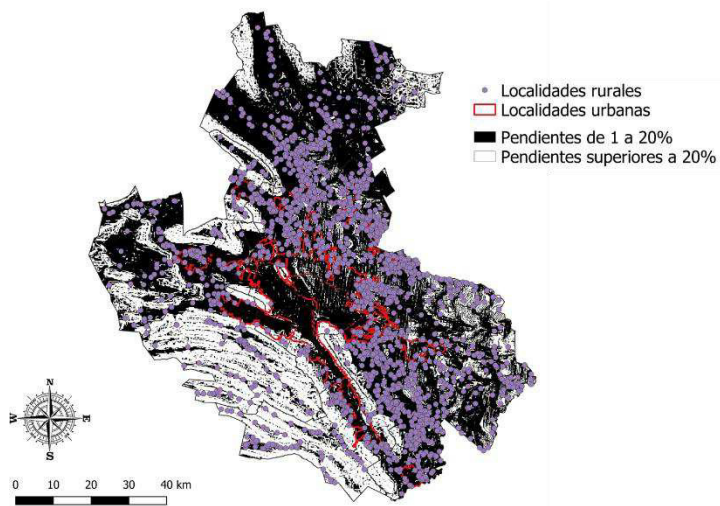 Localidades rurales
Localidades urbanas
Pendientes de 1 a 20%
Pendientes superiores a 20%
N
W
E
S
0 10 20 30 40 km